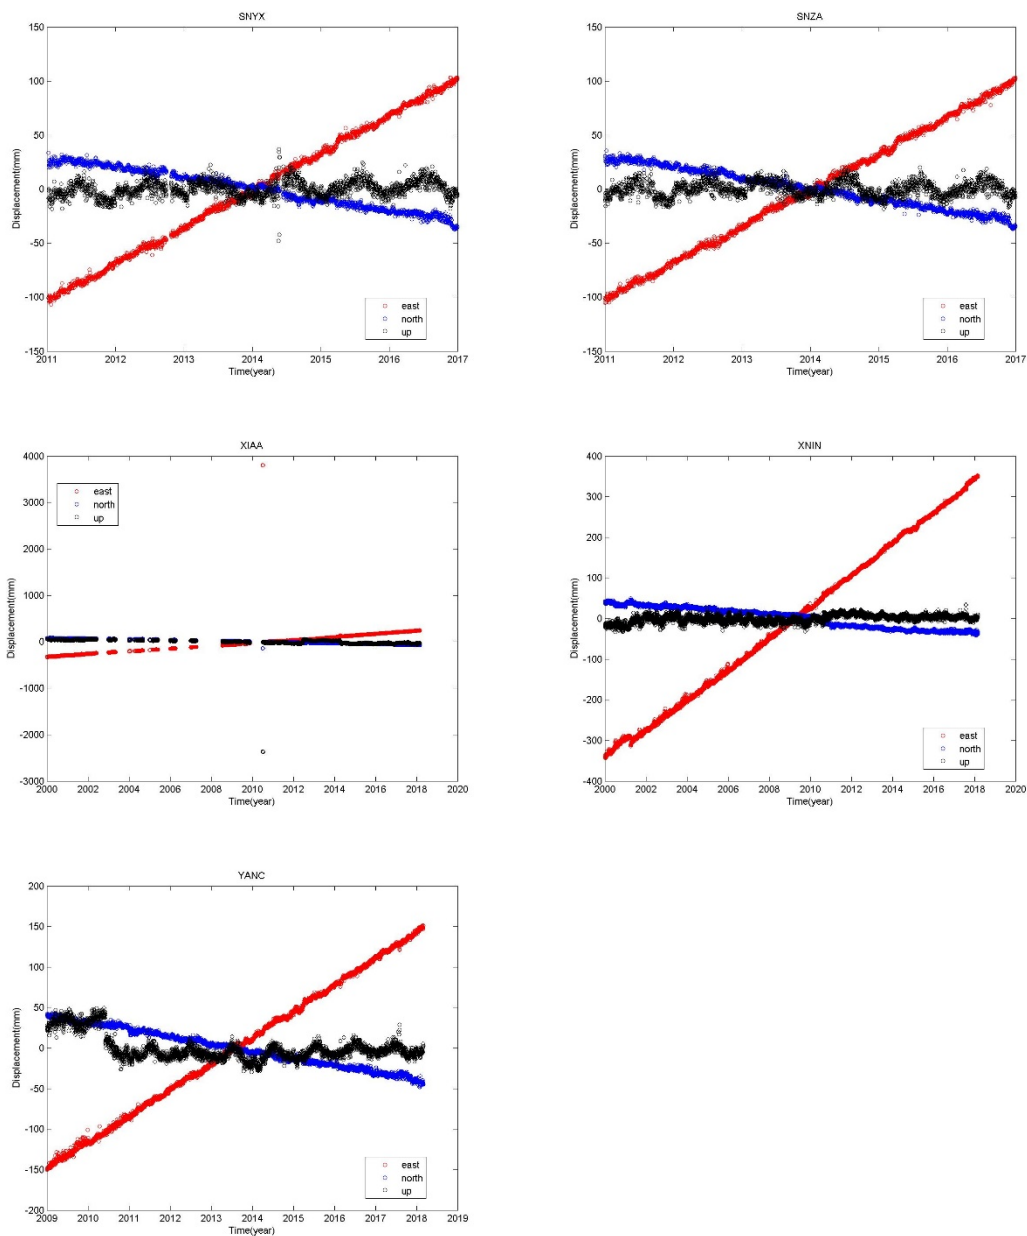 SNYX
150
100
50
0
-50
-100
-150
Displacement(mm)
east
north
up
2011 2012 2013 2014 2015 2016 2017
Time(year)
SNZA
150
100
50
0
-50
-100
-150
Displacement(mm)
east
north
up
2011 2012 2013 2014 2015 2016 2017
Time(year)
XIAA
4000
3000
2000
1000
0
-1000
-2000
-3000
Displacement(mm)
east
north
up
2000 2002 2004 2006 2008 2010 2012 2014 2016 2018 2020
Time(year)
XNIN
400
300
200
100
0
-100
-200
-300
-400
Displacement(mm)
east
north
up
2000 2002 2004 2006 2008 2010 2012 2014 2016 2018 2020
Time(year)
YANC
200
150
100
50
0
-50
-100
-150
-200
Displacement(mm)
east
north
up
2009 2010 2011 2012 2013 2014 2015 2016 2017 2018 2019
Time(year)